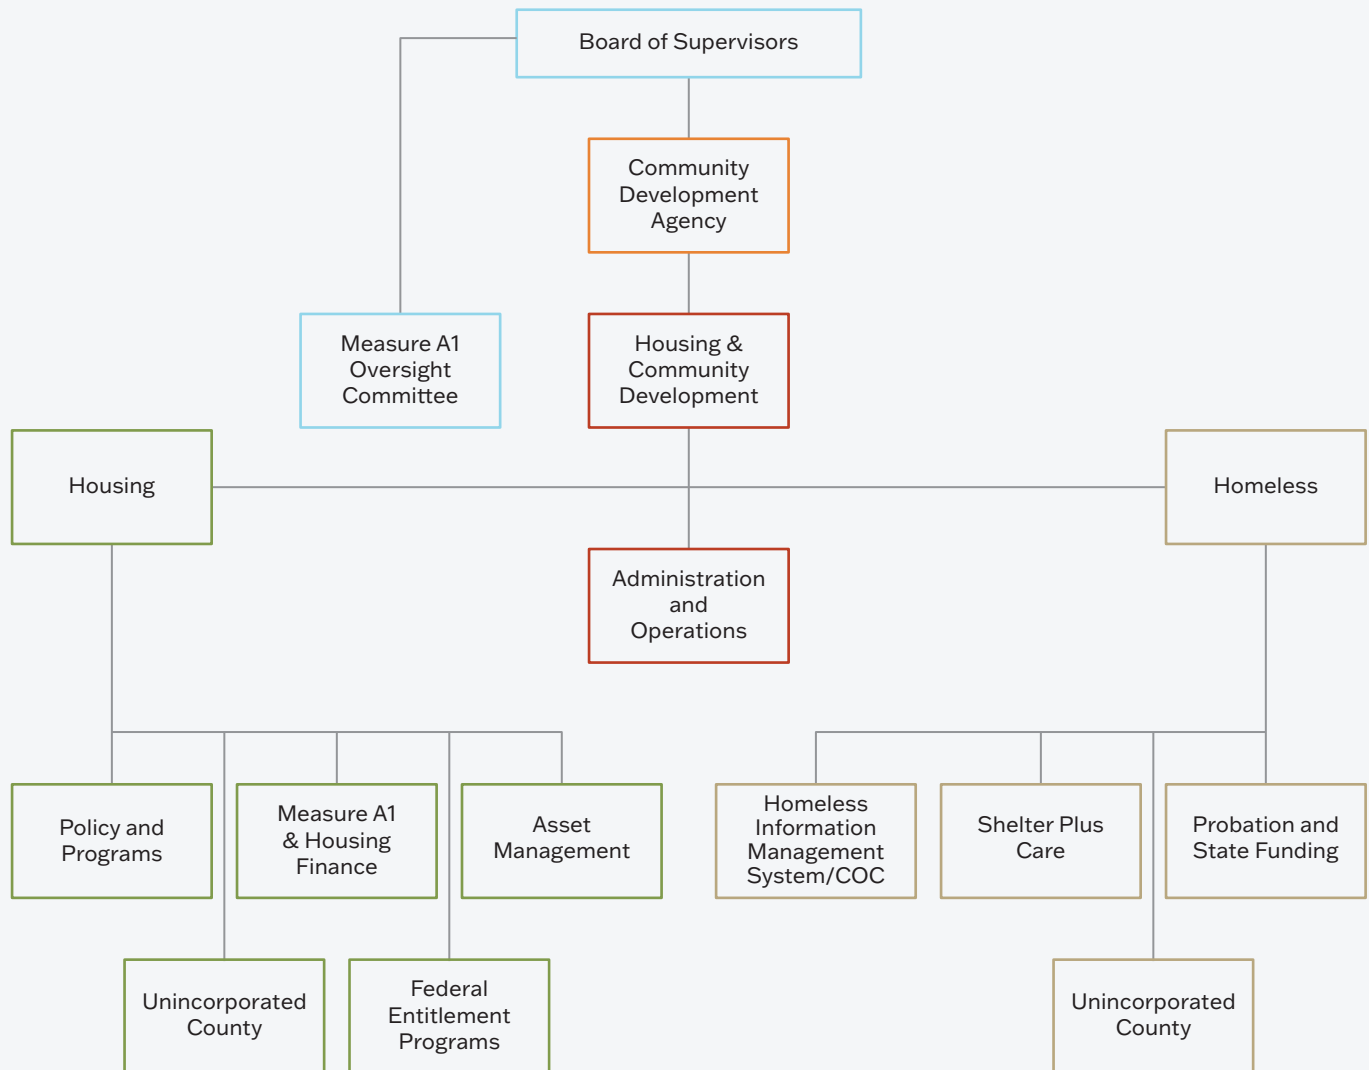 Board of Supervisors
Community
Development
Agency
Measure A1
Oversight
Committee
Housing &
Community
Development
Housing
Homeless
Administration
and
Operations
Policy and
Programs
Measure A1
& Housing
Finance
Asset
Management
Homeless
Information
Management
System/COC
Shelter Plus
Care
Probation and
State Funding
Unincorporated
County
Federal
Entitlement
Programs
Unincorporated
County